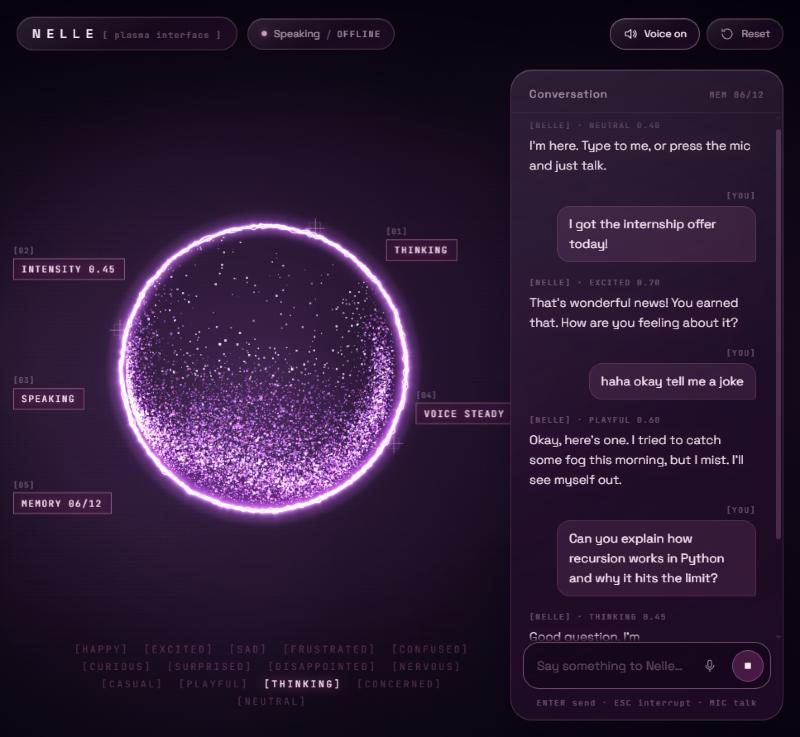 NELLE [ plasma interface ]
Speaking / OFFLINE
Voice on
Reset
[01]
THINKING
[02]
INTENSITY 0.45
[03]
SPEAKING
[04]
VOICE STEADY
[05]
MEMORY 06/12
[HAPPY] [EXCITED] [SAD] [FRUSTRATED] [CONFUSED]
[CURIOUS] [SURPRISED] [DISAPPOINTED] [NERVOUS]
[CASUAL] [PLAYFUL] [THINKING] [CONCERNED]
[NEUTRAL]
Conversation
MEM 06/12
[NELLE] · NEUTRAL 0.40
I'm here. Type to me, or press the mic
and just talk.
[YOU]
I got the internship offer
today!
[NELLE] · EXCITED 0.70
That's wonderful news! You earned
that. How are you feeling about it?
[YOU]
haha okay tell me a joke
[NELLE] · PLAYFUL 0.60
Okay, here's one. I tried to catch
some fog this morning, but I mist. I'll
see myself out.
[YOU]
Can you explain how
recursion works in Python
and why it hits the limit?
[NELLE] · THINKING 0.45
Good question. I'm
Say something to Nelle…
ENTER send · ESC interrupt · MIC talk